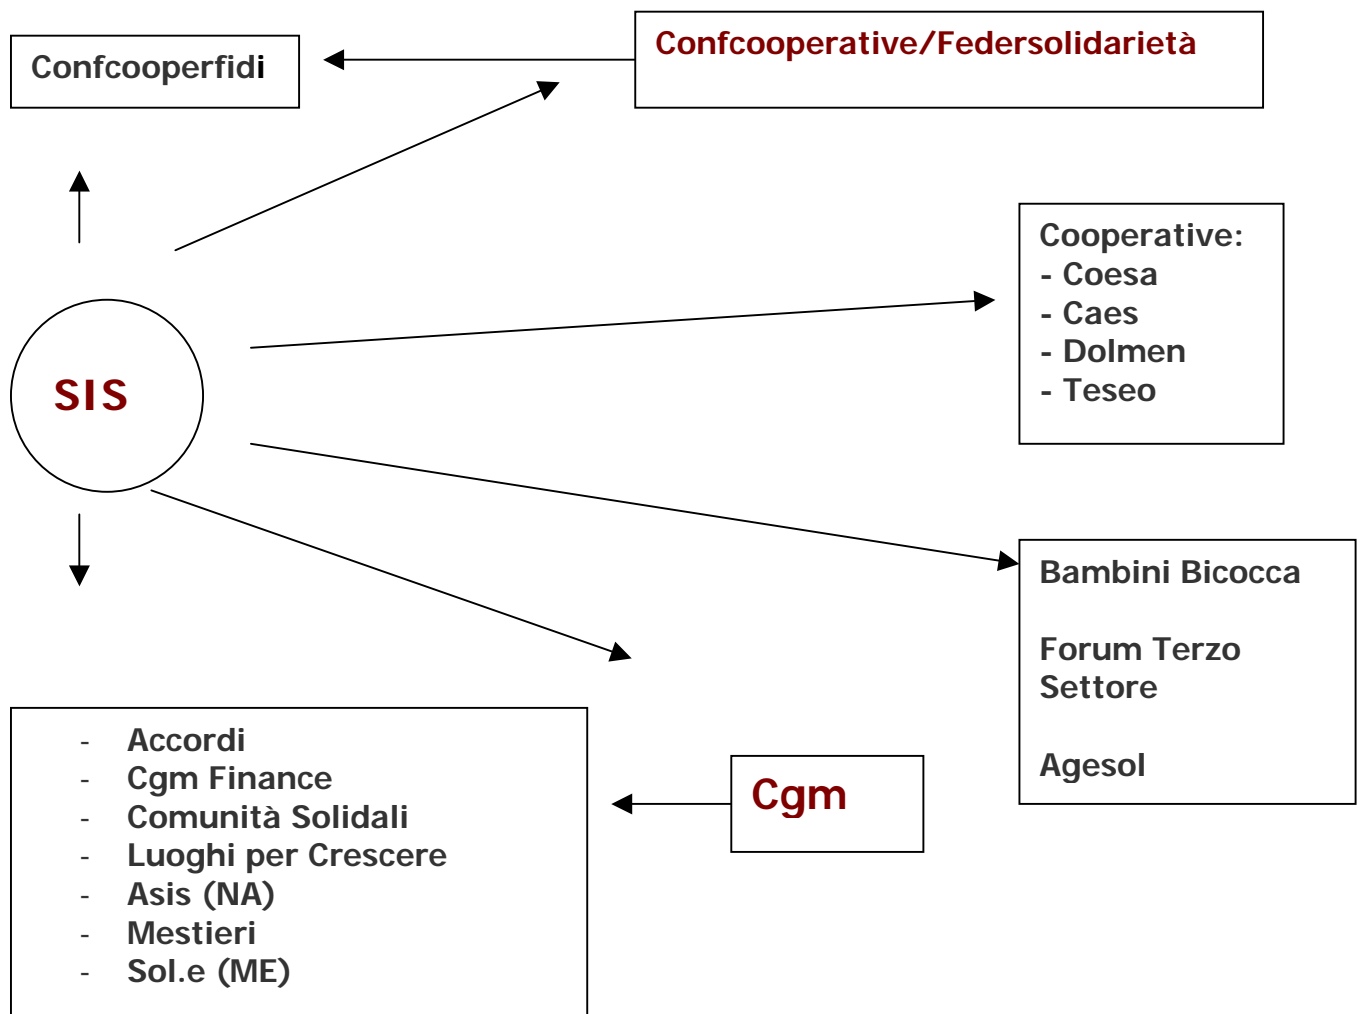 Confcooperfidi
Confcooperative/Federsolidarietà
Cooperative:
- Coesa
- Caes
- Dolmen
- Teseo
SIS
Bambini Bicocca
Forum Terzo
Settore
Agesol
- Accordi
- Cgm Finance
- Comunità Solidali
- Luoghi per Crescere
- Asis (NA)
- Mestieri
- Sol.e (ME)
Cgm